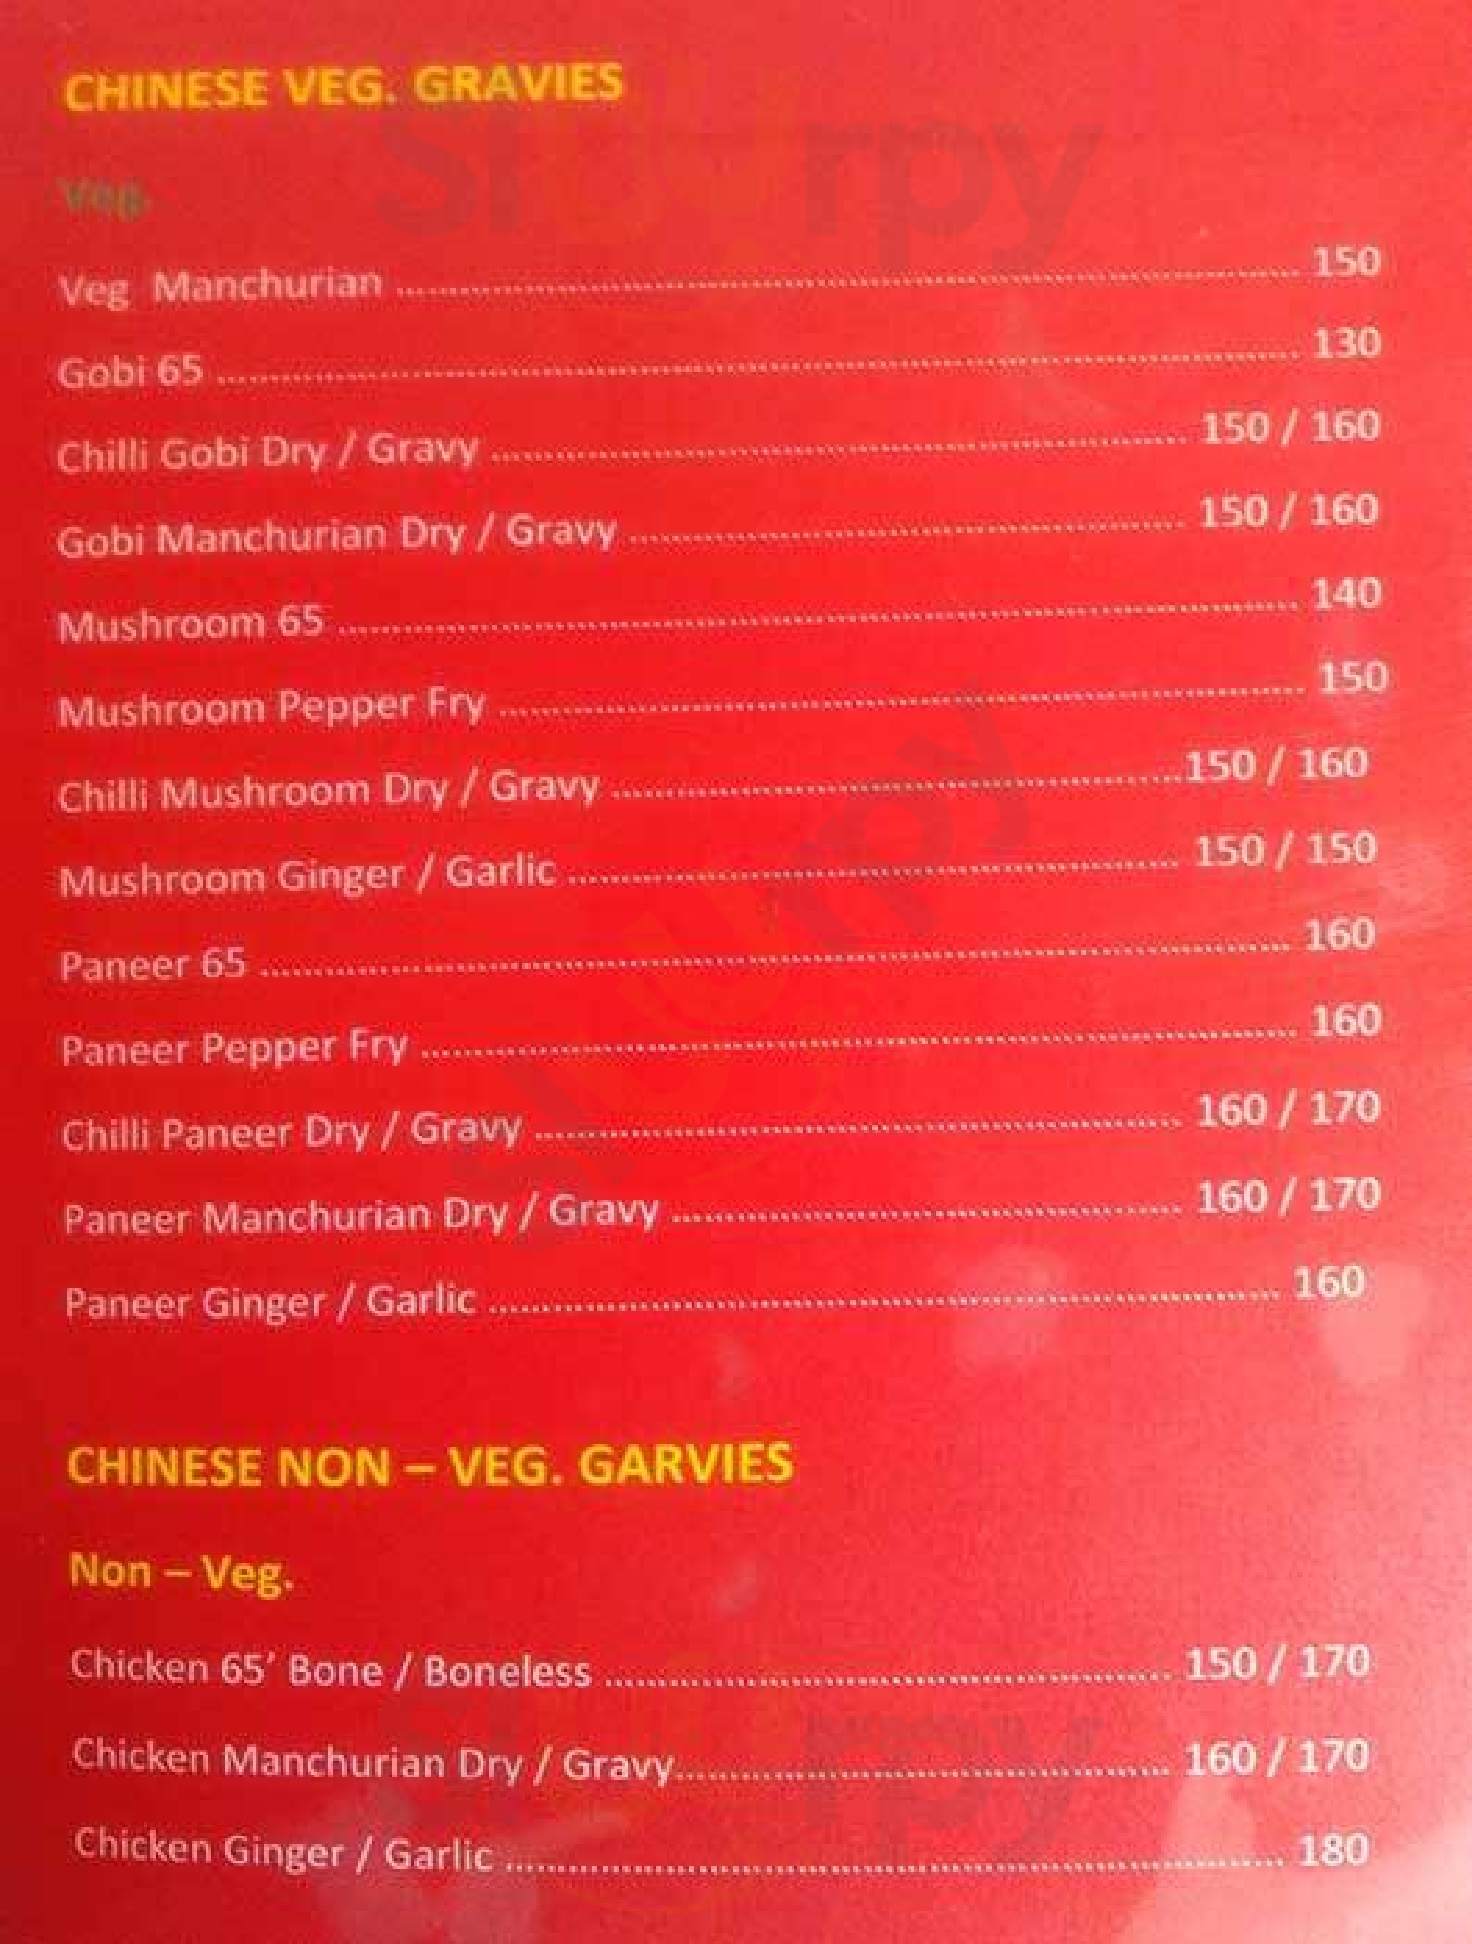 CHINESE VEG. GRAVIES
Veg.
Veg Manchurian ........ 150
Gobi 65 ........ 130
Chilli Gobi Dry / Gravy ........ 150 / 160
Gobi Manchurian Dry / Gravy ........ 150 / 160
Mushroom 65 ........ 140
Mushroom Pepper Fry ........ 150
Chilli Mushroom Dry / Gravy ........ 150 / 160
Mushroom Ginger / Garlic ........ 150 / 150
Paneer 65 ........ 160
Paneer Pepper Fry ........ 160
Chilli Paneer Dry / Gravy ........ 160 / 170
Paneer Manchurian Dry / Gravy ........ 160 / 170
Paneer Ginger / Garlic ........ 160
CHINESE NON – VEG. GARVIES
Non – Veg.
Chicken 65’ Bone / Boneless ........ 150 / 170
Chicken Manchurian Dry / Gravy ........ 160 / 170
Chicken Ginger / Garlic ........ 180